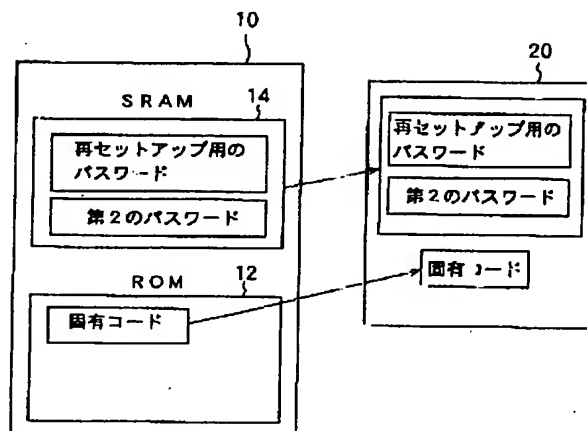 10
20
SRAM
14
再セットアップ用の
パスワード
第2のパスワード
ROM
12
固有コード
再セットアップ用の
パスワード
第2のパスワード
固有コード